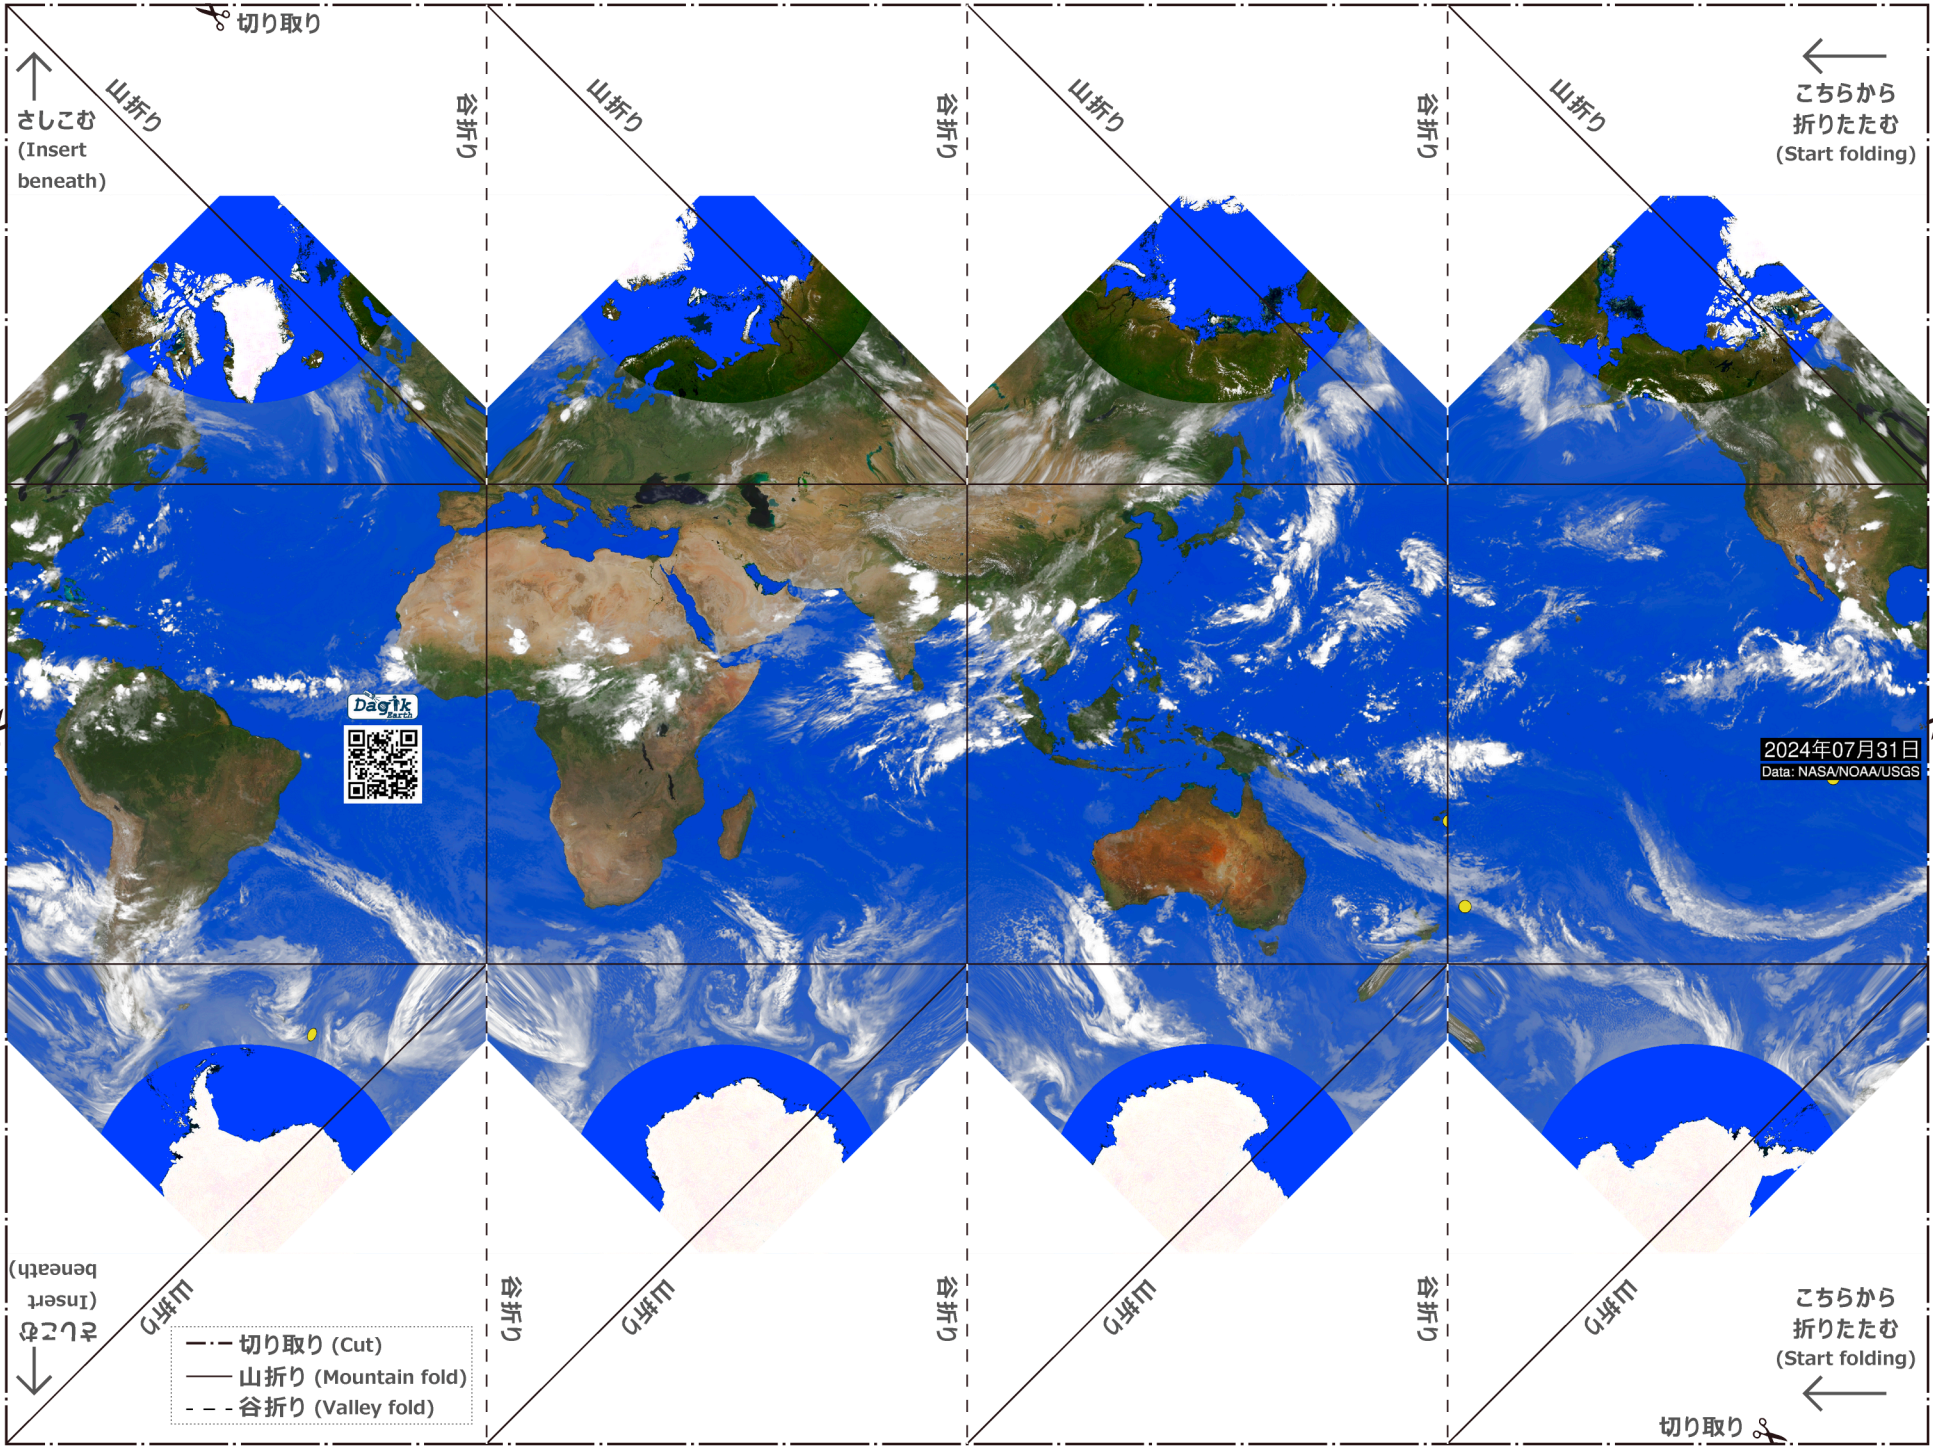 切り取り
山折り
さしこむ
(Insert
beneath)
谷折り
山折り
谷折り
山折り
谷折り
山折り
こちらから
折りたたむ
(Start folding)
Dagik
Earth
2024年07月31日
Data: NASA/NOAA/USGS
さしこむ
(Insert
beneath)
山折り
谷折り
山折り
谷折り
山折り
谷折り
山折り
こちらから
折りたたむ
(Start folding)
切り取り (Cut)
山折り (Mountain fold)
谷折り (Valley fold)
切り取り